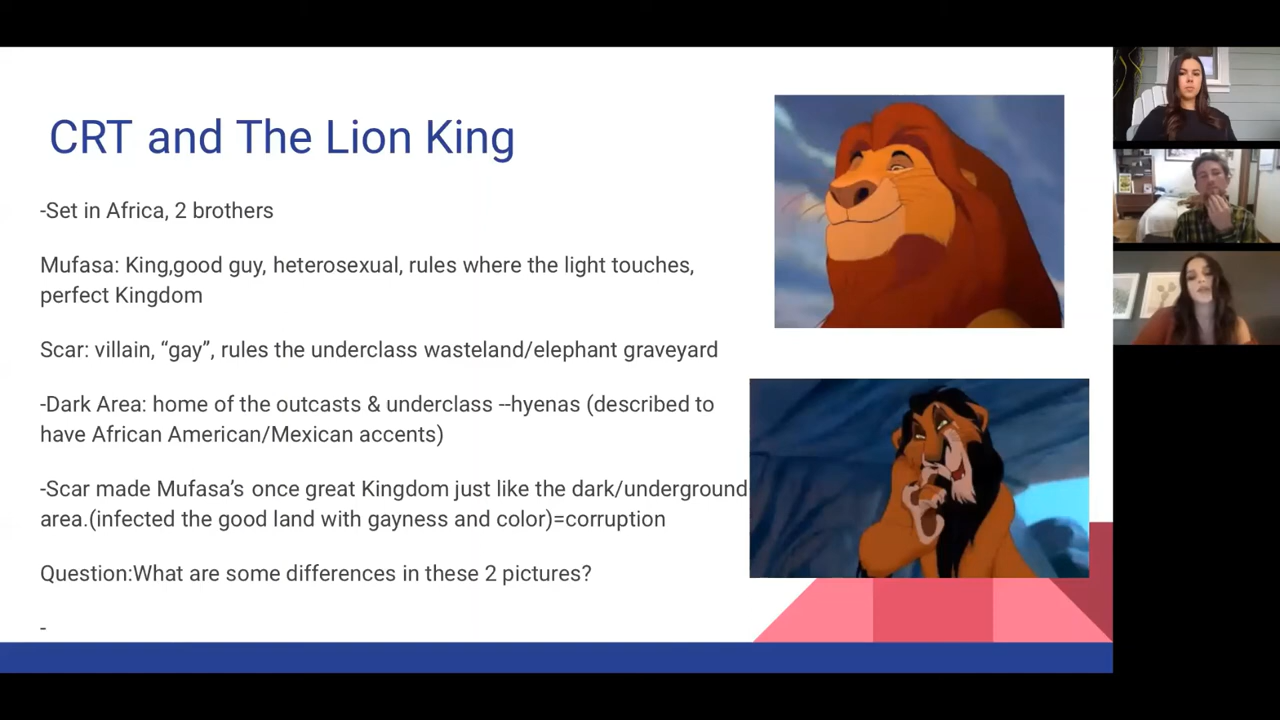 CRT and The Lion King
-Set in Africa, 2 brothers
Mufasa: King,good guy, heterosexual, rules where the light touches,
perfect Kingdom
Scar: villain, “gay”, rules the underclass wasteland/elephant graveyard
-Dark Area: home of the outcasts & underclass --hyenas (described to
have African American/Mexican accents)
-Scar made Mufasa’s once great Kingdom just like the dark/underground
area.(infected the good land with gayness and color)=corruption
Question:What are some differences in these 2 pictures?
-